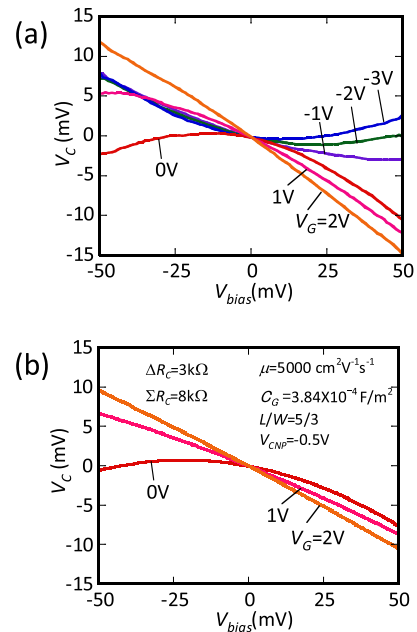 (a)
15
10
5
0
-5
-10
-15
V_C (mV)
-3V
-2V
-1V
0V
1V
V_G=2V
-50 -25 0 25 50
V_bias(mV)
(b)
15
10
5
0
-5
-10
-15
V_C (mV)
ΔR_C=3kΩ
ΣR_C=8kΩ
μ=5000 cm²V⁻¹s⁻¹
C_G=3.84X10⁻⁴F/m²
L/W=5/3
V_CNP=-0.5V
0V
1V
V_G=2V
-50 -25 0 25 50
V_bias(mV)